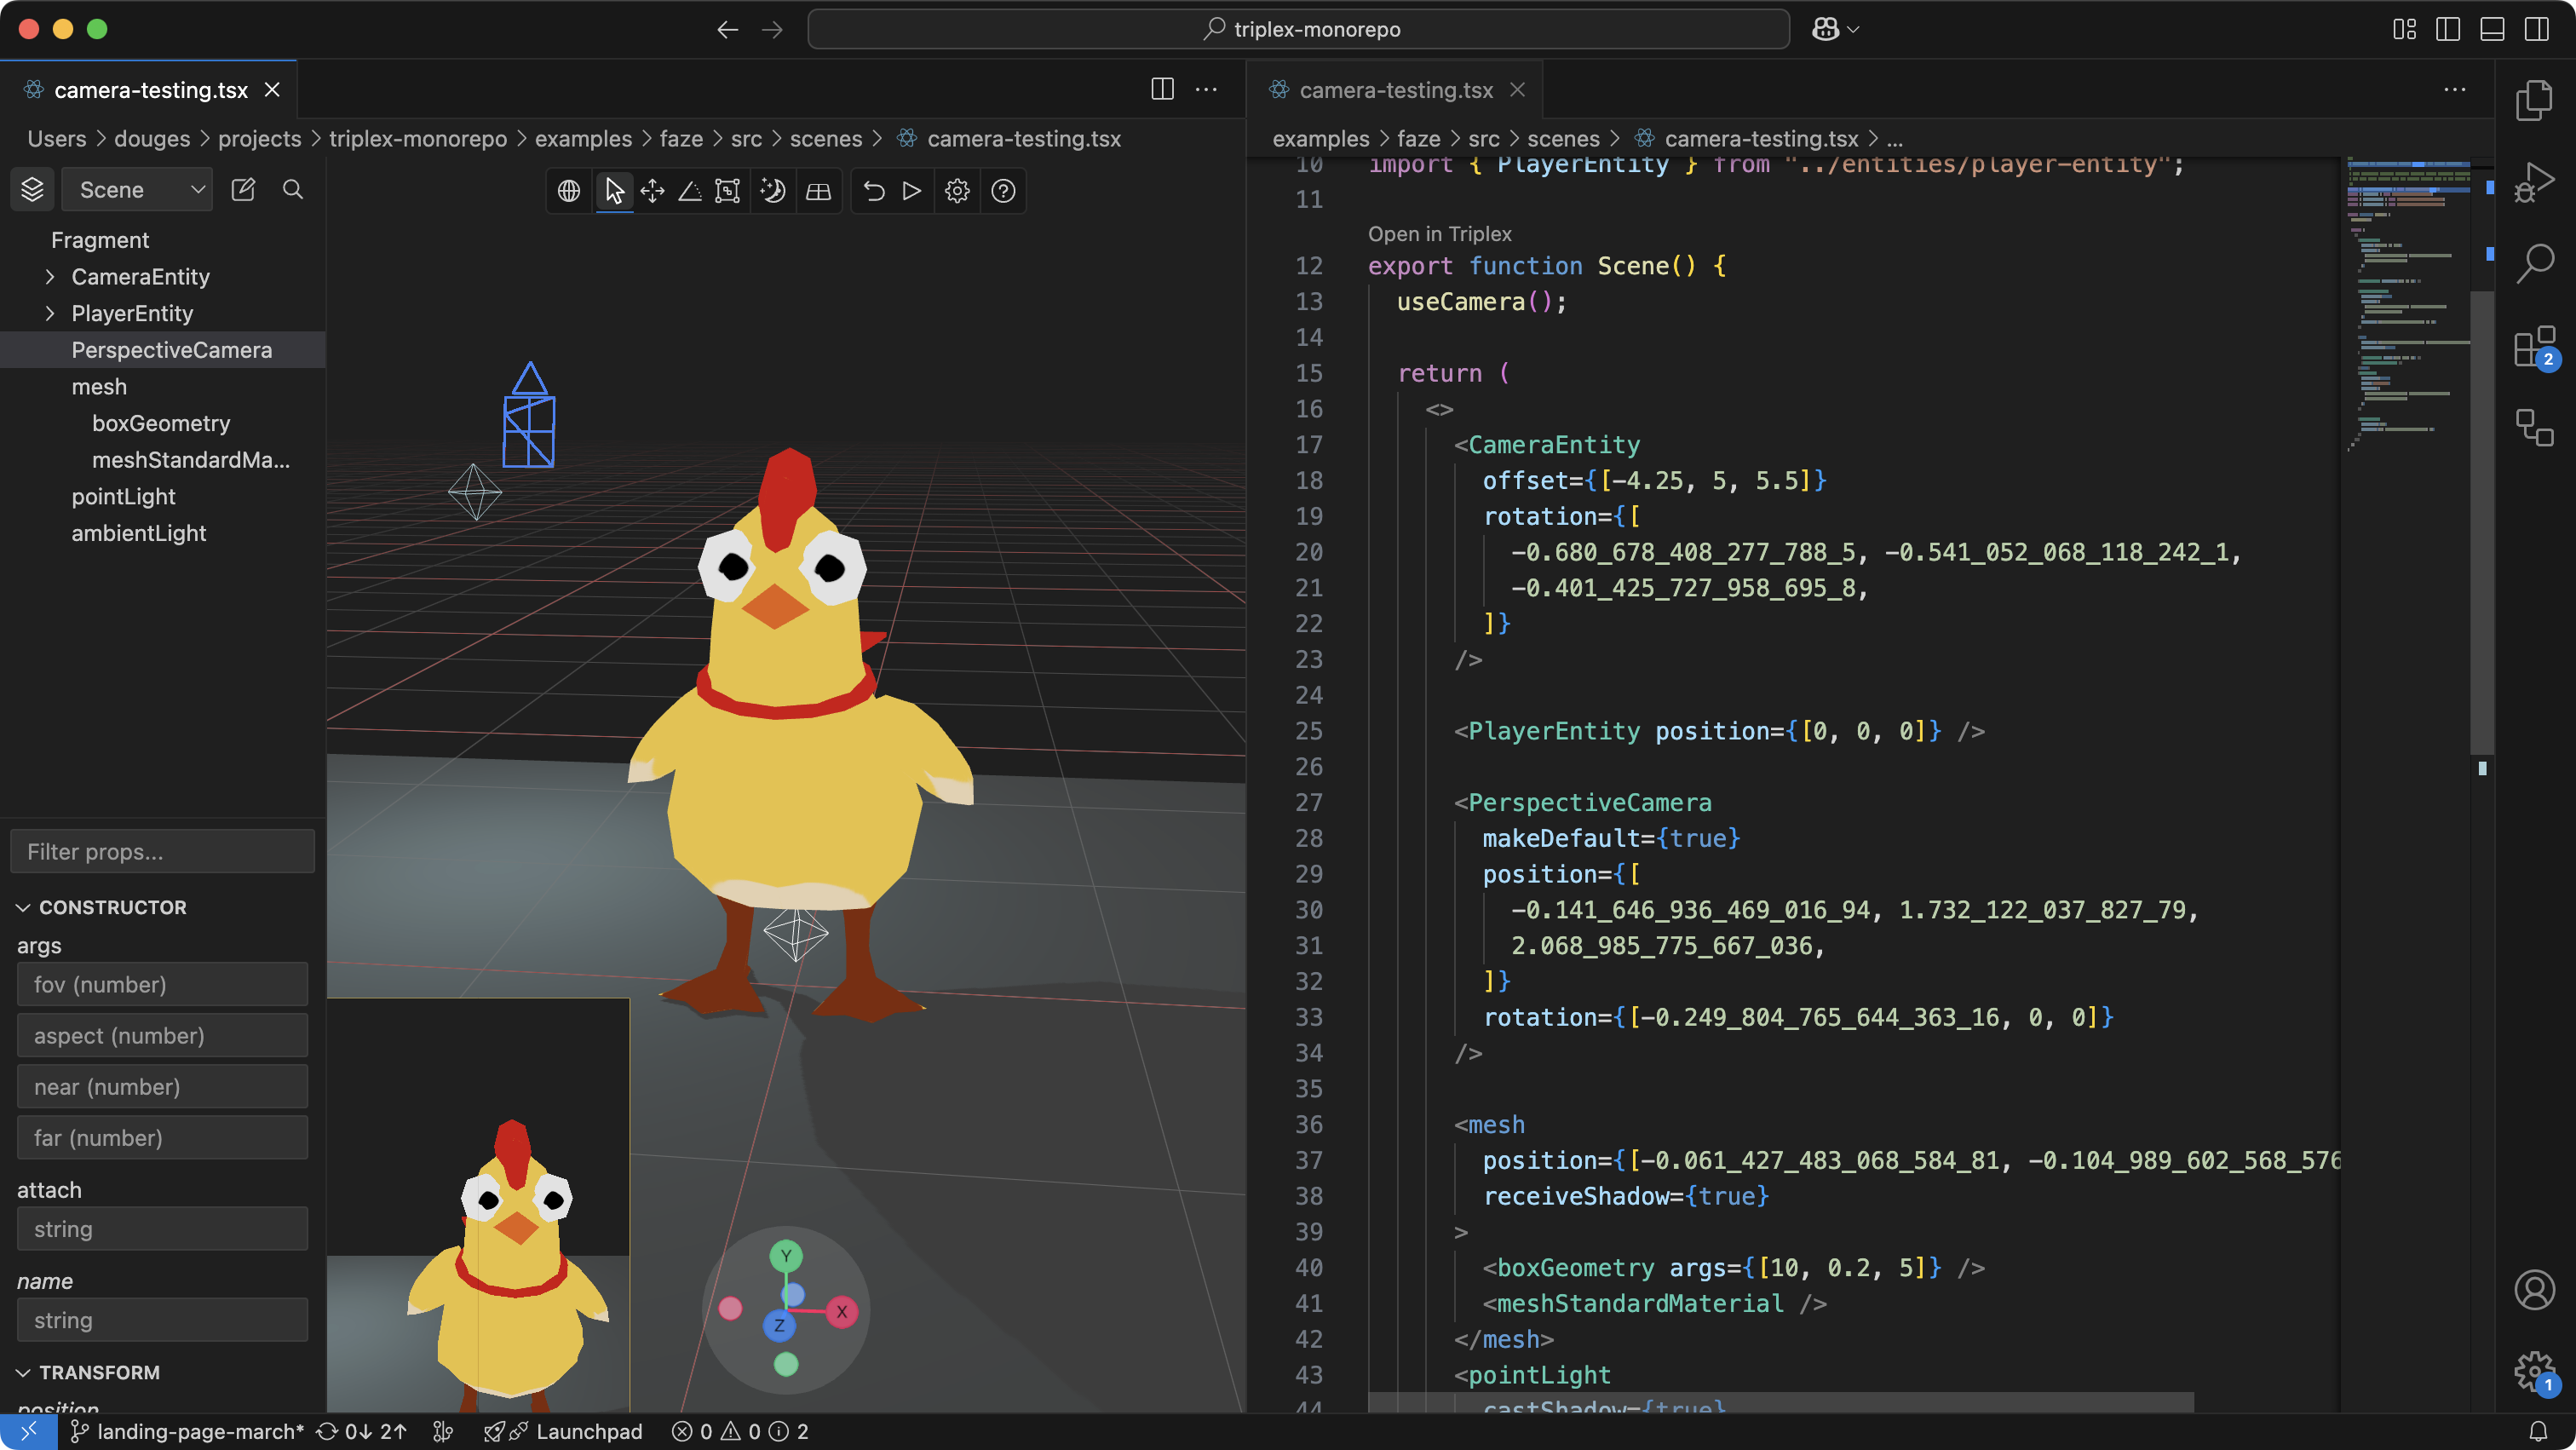 triplex-monorepo
camera-testing.tsx
Users > douges > projects > triplex-monorepo > examples > faze > src > scenes > camera-testing.tsx
Scene
Fragment
CameraEntity
PlayerEntity
PerspectiveCamera
mesh
boxGeometry
meshStandardMa...
pointLight
ambientLight
Filter props...
CONSTRUCTOR
args
fov (number)
aspect (number)
near (number)
far (number)
attach
string
name
string
TRANSFORM
position
Y
X
Z
camera-testing.tsx
examples > faze > src > scenes > camera-testing.tsx > ...
10 import { PlayerEntity } from "../entities/player-entity";
11
Open in Triplex
12 export function Scene() {
13 useCamera();
14
15 return (
16 <>
17 <CameraEntity
18 offset={[-4.25, 5, 5.5]}
19 rotation={[
20 -0.680_678_408_277_788_5, -0.541_052_068_118_242_1,
21 -0.401_425_727_958_695_8,
22 ]}
23 />
24
25 <PlayerEntity position={[0, 0, 0]} />
26
27 <PerspectiveCamera
28 makeDefault={true}
29 position={[
30 -0.141_646_936_469_016_94, 1.732_122_037_827_79,
31 2.068_985_775_667_036,
32 ]}
33 rotation={[-0.249_804_765_644_363_16, 0, 0]}
34 />
35
36 <mesh
37 position={[-0.061_427_483_068_584_81, -0.104_989_602_568_576
38 receiveShadow={true}
39 >
40 <boxGeometry args={[10, 0.2, 5]} />
41 <meshStandardMaterial />
42 </mesh>
43 <pointLight
44 castShadow={true}
2
1
landing-page-march* 0↓ 2↑ Launchpad 0 0 2